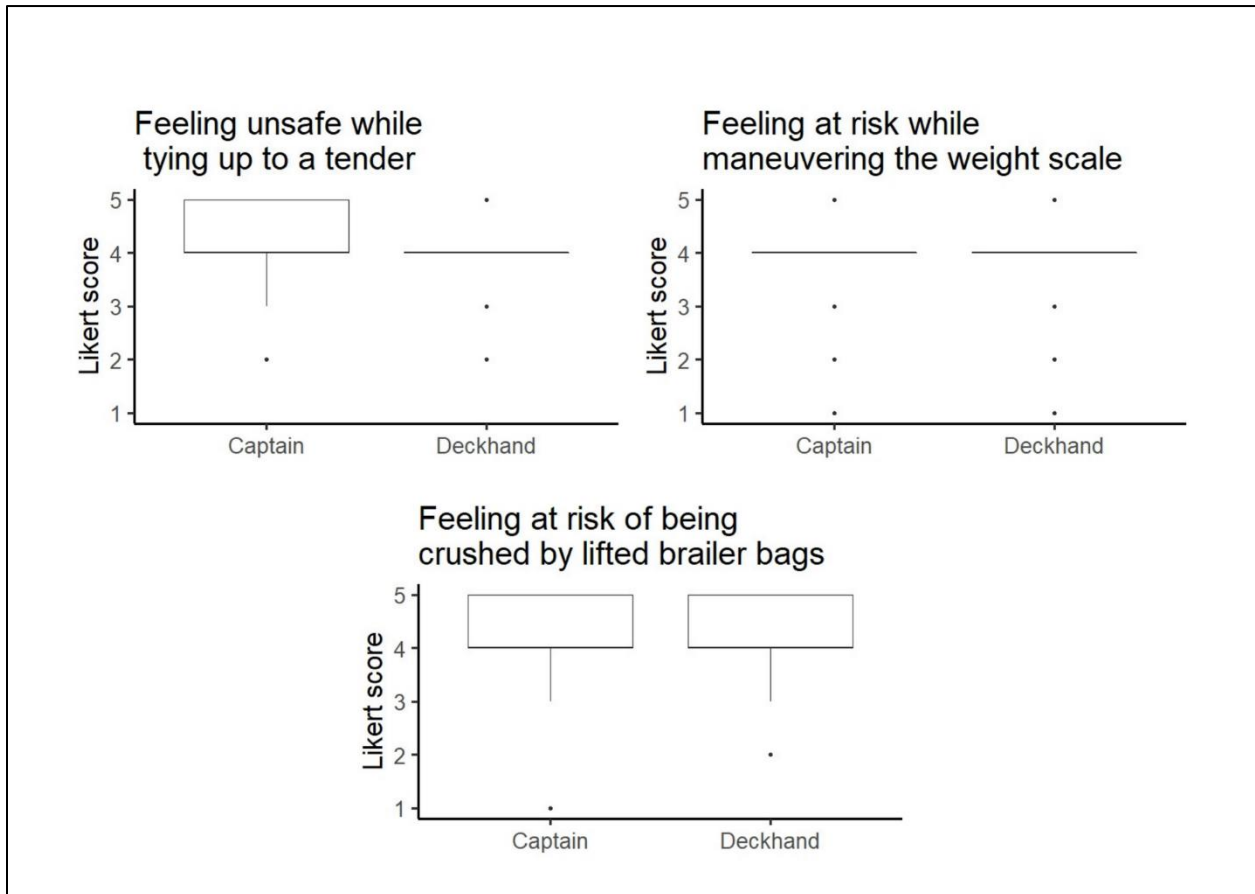 Feeling unsafe while
tying up to a tender
Likert score
5
4
3
2
1
Captain Deckhand
Feeling at risk while
maneuvering the weight scale
Likert score
5
4
3
2
1
Captain Deckhand
Feeling at risk of being
crushed by lifted brailer bags
Likert score
5
4
3
2
1
Captain Deckhand